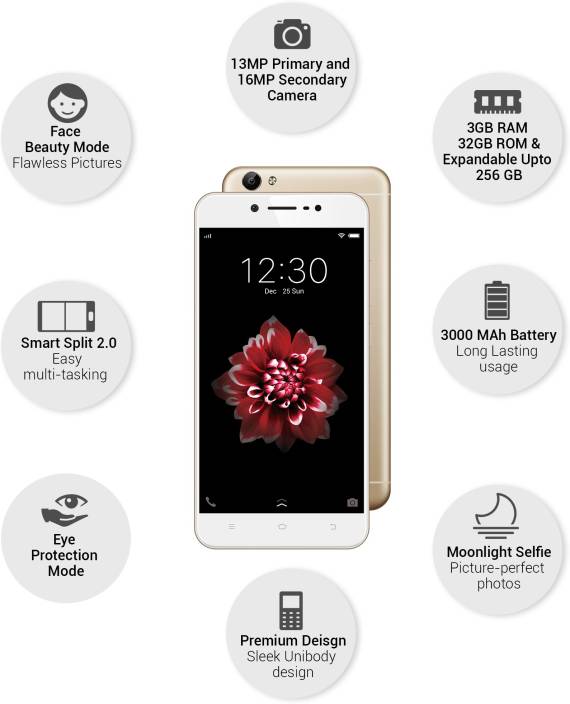 13MP Primary and
16MP Secondary
Camera
Face
Beauty Mode
Flawless Pictures
3GB RAM
32GB ROM &
Expandable Upto
256 GB
12:30
Dec 25 Sun
Smart Split 2.0
Easy
multi-tasking
3000 MAh Battery
Long Lasting
usage
Eye
Protection
Mode
Moonlight Selfie
Picture-perfect
photos
Premium Deisgn
Sleek Unibody
design